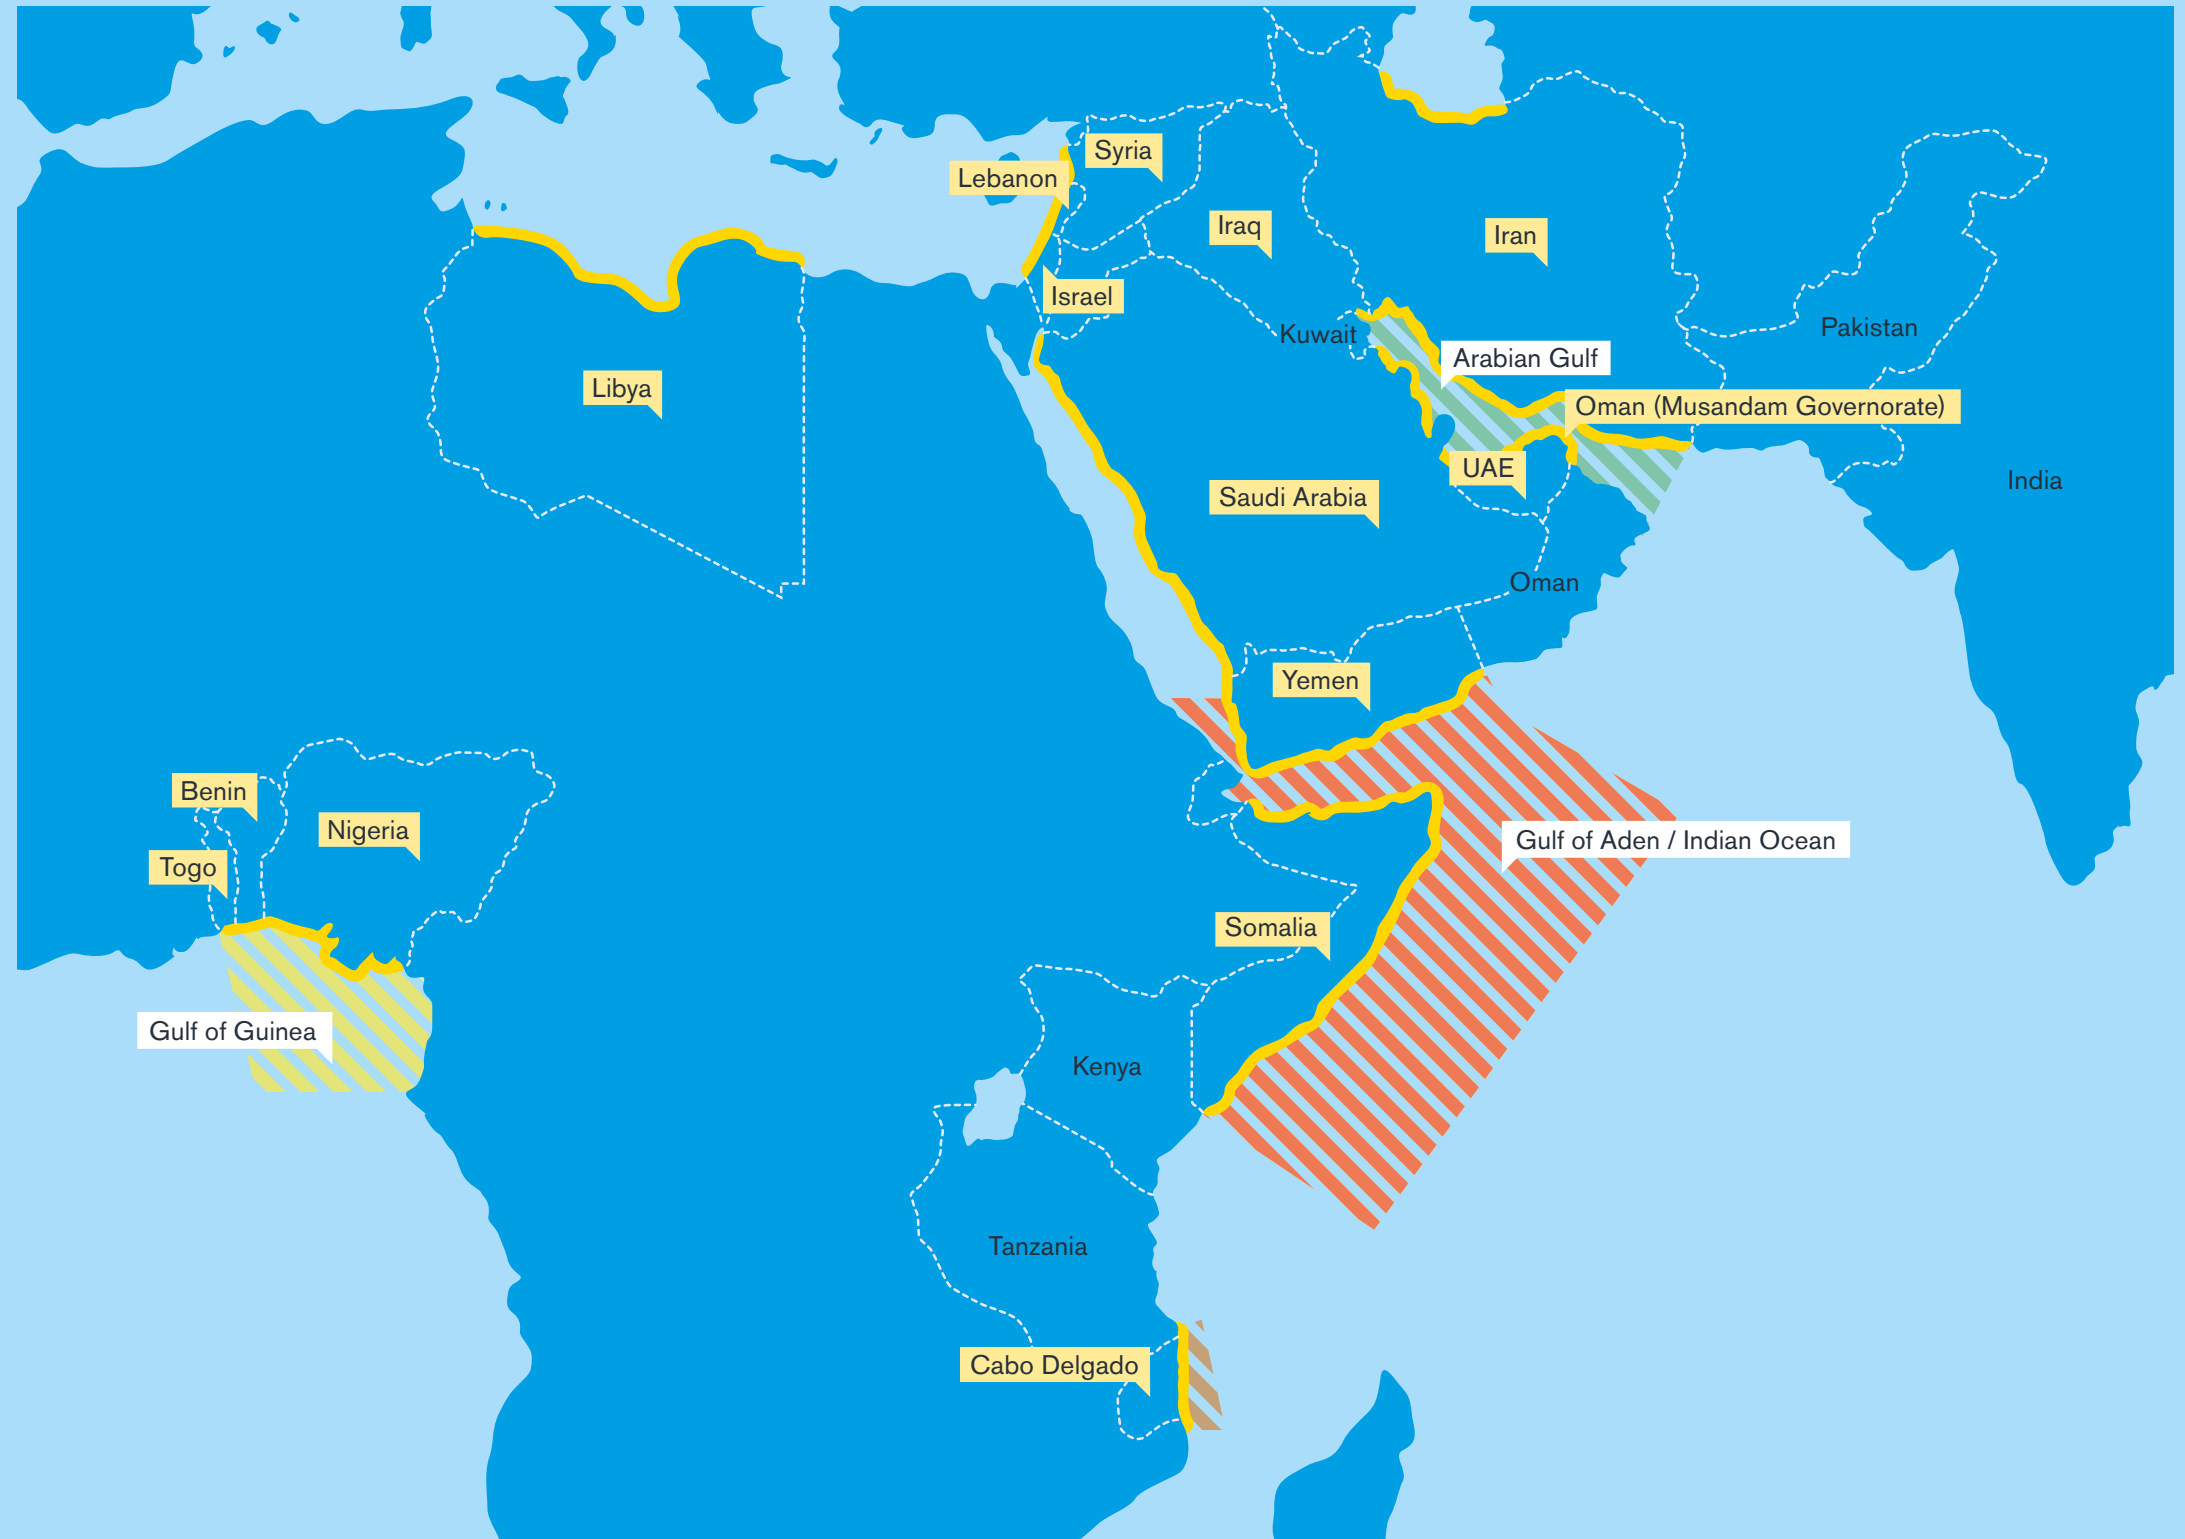 Syria
Lebanon
Iraq
Iran
Israel
Kuwait
Pakistan
Arabian Gulf
Libya
Oman (Musandam Governorate)
UAE
India
Saudi Arabia
Oman
Yemen
Benin
Nigeria
Gulf of Aden / Indian Ocean
Togo
Somalia
Gulf of Guinea
Kenya
Tanzania
Cabo Delgado